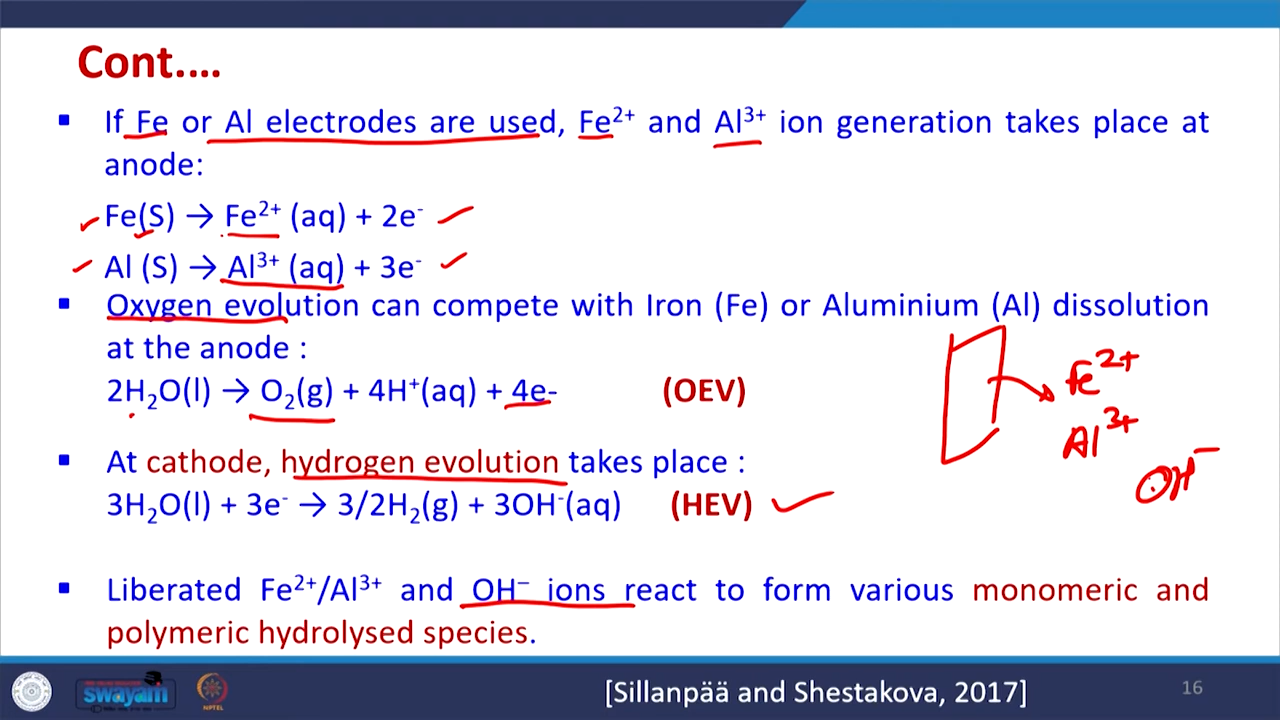 Cont....
▪ If Fe or Al electrodes are used, Fe²⁺ and Al³⁺ ion generation takes place at
anode:
Fe(S) → Fe²⁺ (aq) + 2e⁻
Al (S) → Al³⁺ (aq) + 3e⁻
▪ Oxygen evolution can compete with Iron (Fe) or Aluminium (Al) dissolution
at the anode :
2H₂O(l) → O₂(g) + 4H⁺(aq) + 4e- (OEV)
Fe²⁺
Al³⁺
▪ At cathode, hydrogen evolution takes place :
OH⁻
3H₂O(l) + 3e⁻ → 3/2H₂(g) + 3OH⁻(aq) (HEV)
▪ Liberated Fe²⁺/Al³⁺ and OH⁻ ions react to form various monomeric and
polymeric hydrolysed species.
swayam
NPTEL
[Sillanpää and Shestakova, 2017]
16